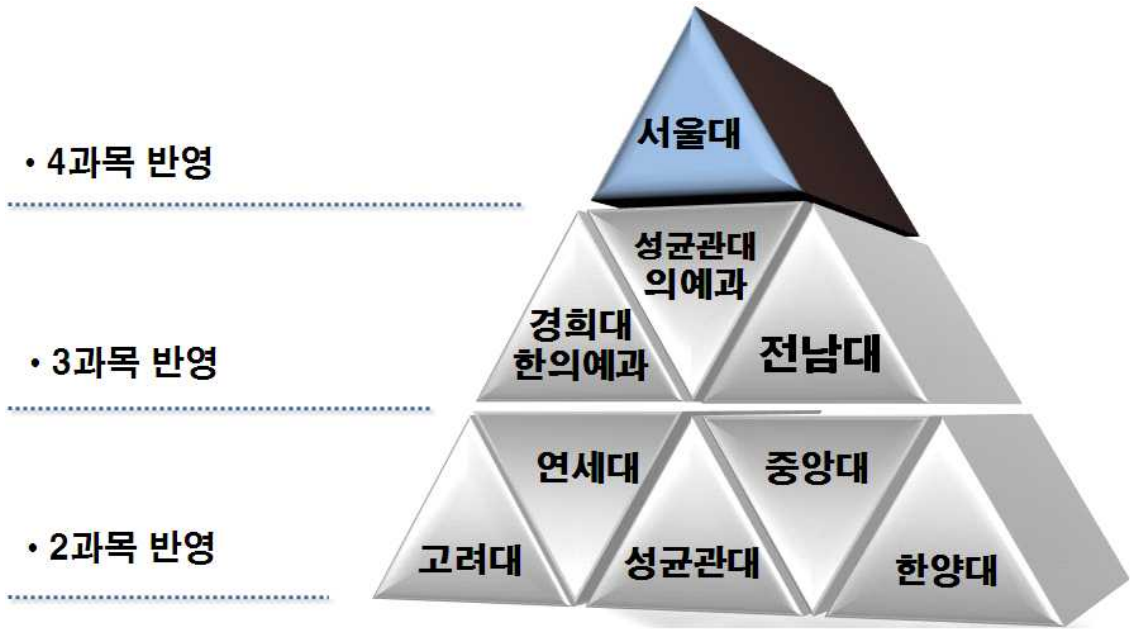 서울대
• 4과목 반영
성균관대
의예과
경희대
한의예과
전남대
• 3과목 반영
연세대
중앙대
고려대
성균관대
한양대
• 2과목 반영